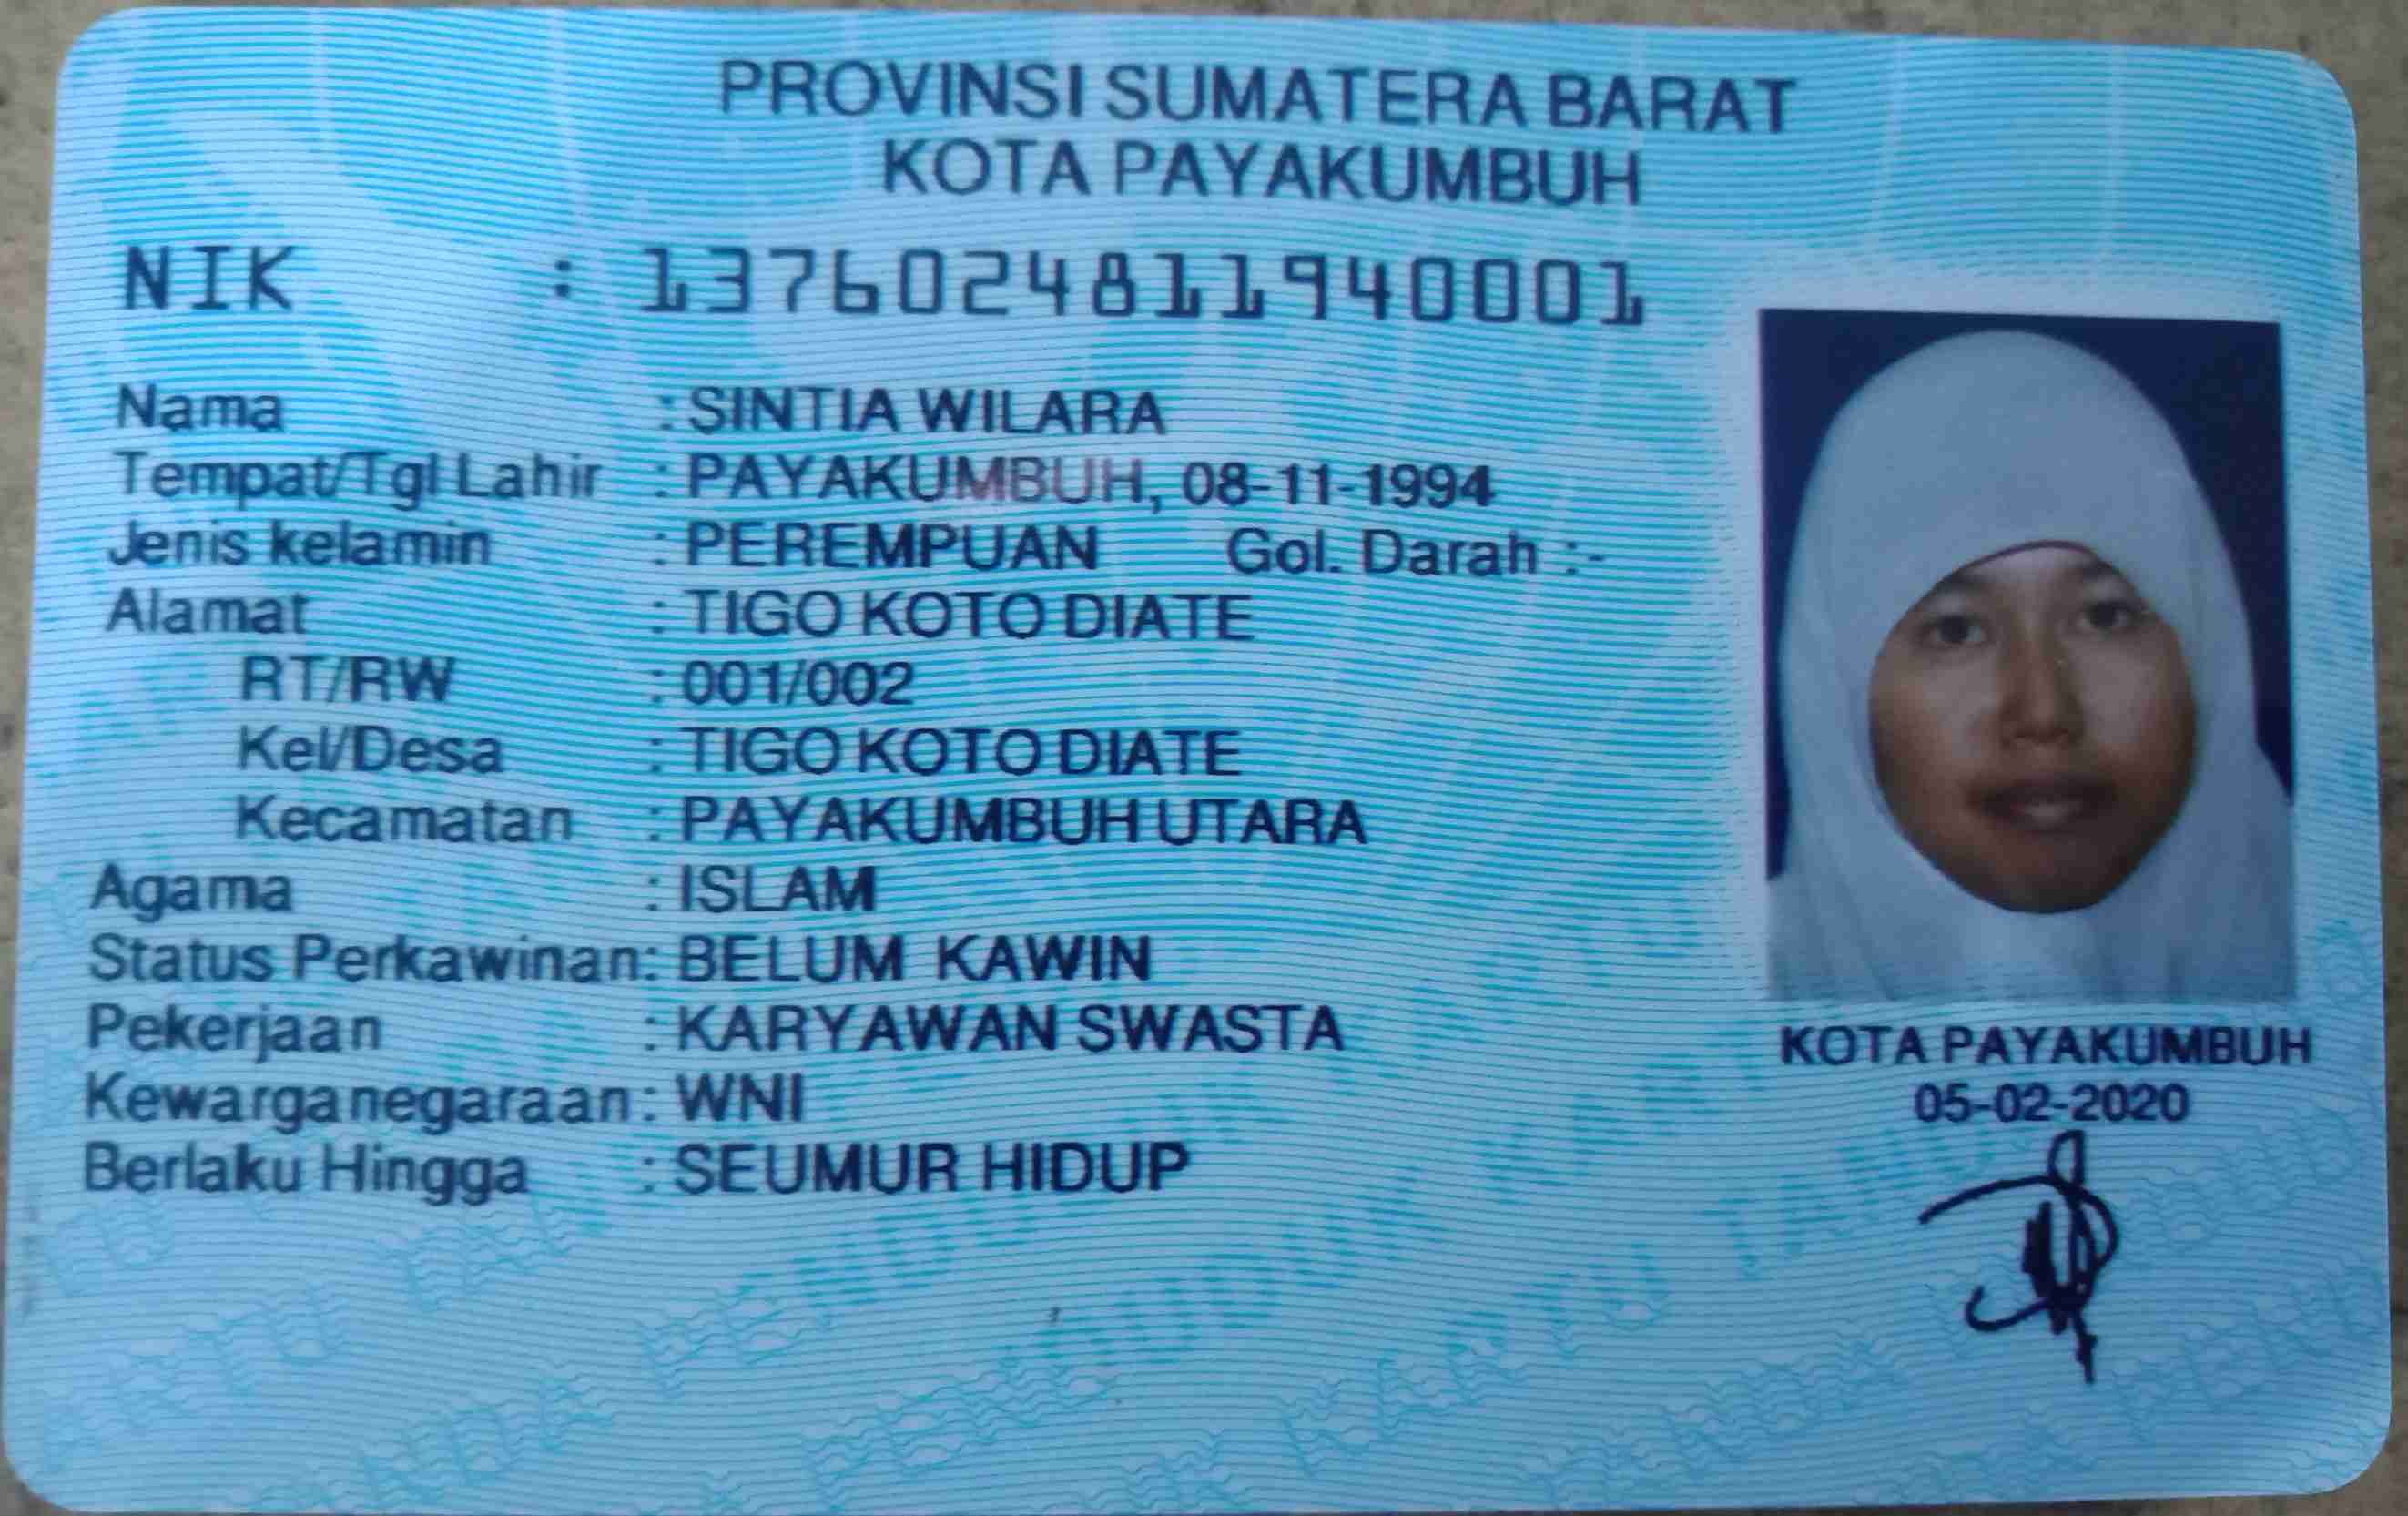 PROVINSI SUMATERA BARAT
KOTA PAYAKUMBUH
NIK : 1376024811940001
Nama : SINTIA WILARA
Tempat/Tgl Lahir : PAYAKUMBUH, 08-11-1994
Jenis kelamin : PEREMPUAN Gol. Darah :-
Alamat : TIGO KOTO DIATE
RT/RW : 001/002
Kel/Desa : TIGO KOTO DIATE
Kecamatan : PAYAKUMBUH UTARA
Agama : ISLAM
Status Perkawinan: BELUM KAWIN
Pekerjaan : KARYAWAN SWASTA
Kewarganegaraan: WNI
Berlaku Hingga : SEUMUR HIDUP
KOTA PAYAKUMBUH
05-02-2020